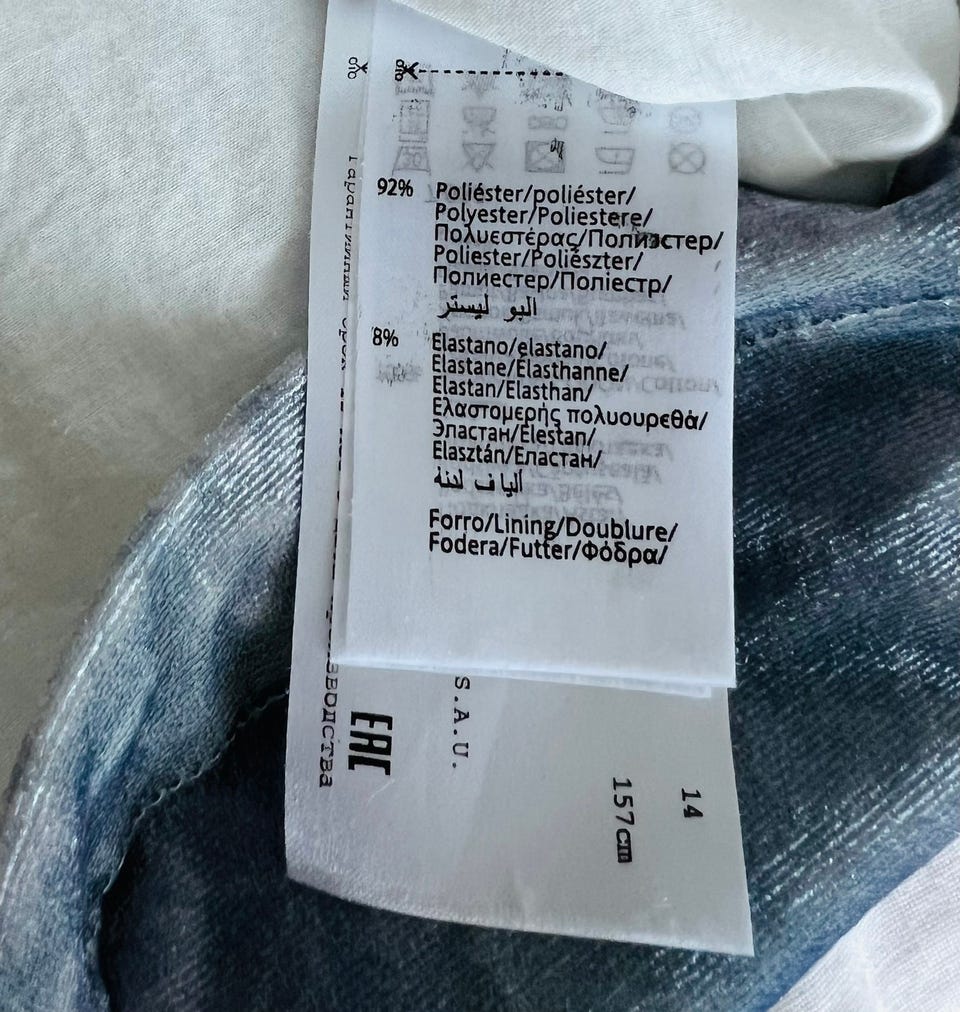 92% Poliéster/poliéster/
Polyester/Poliestere/
Πολυεστέρας/Полиэстер/
Poliester/Poliészter/
Полиестер/Поліестр/
البو ليستر
8% Elastano/elastano/
Elastane/Élasthanne/
Elastan/Elasthan/
Ελαστομερής πολυουρεθά/
Эластан/Elestan/
Elasztán/Еластан/
ألياف لدنة
Forro/Lining/Doublure/
Fodera/Futter/Φόδρα/
EAC
S.A.U.
157cm
14